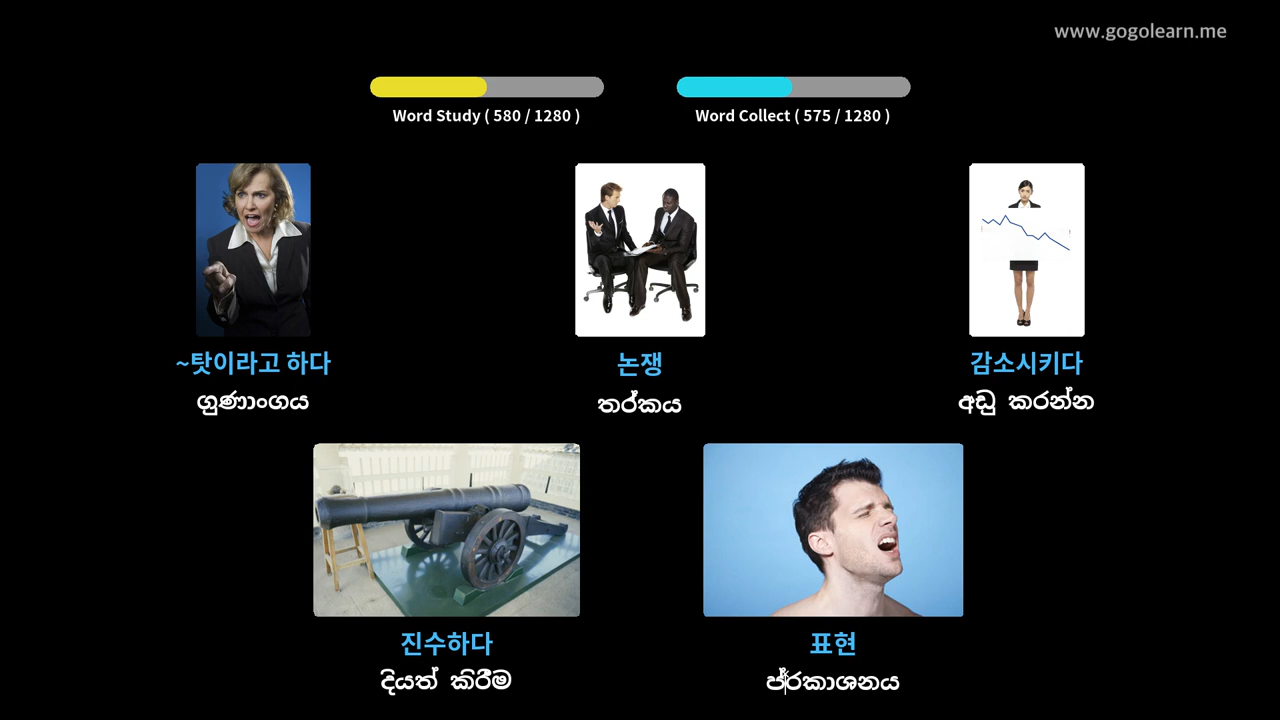 www.gogolearn.me
Word Study ( 580 / 1280 )
Word Collect ( 575 / 1280 )
~탓이라고 하다
논쟁
감소시키다
ගුණාංගය
තර්කය
අඩු කරන්න
진수하다
표현
දියත් කිරීම
ප්රකාශනය